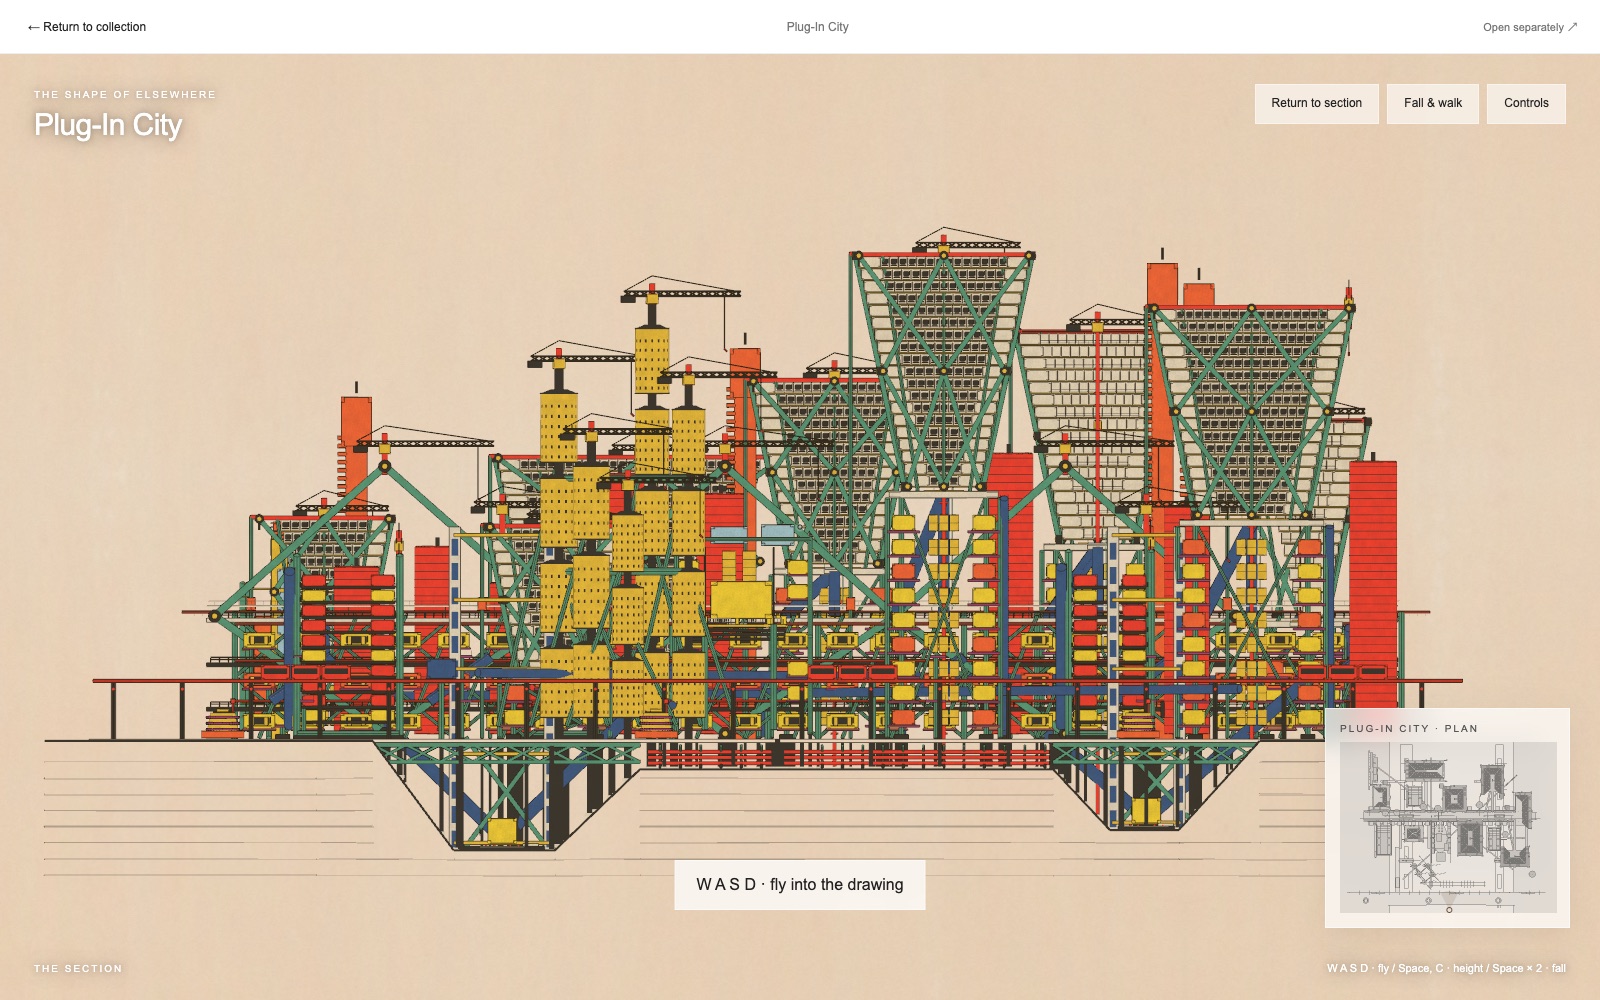 ← Return to collection
Plug-In City
Open separately ↗
THE SHAPE OF ELSEWHERE
Plug-In City
Return to section
Fall & walk
Controls
PLUG-IN CITY · PLAN
W A S D · fly into the drawing
THE SECTION
W A S D · fly / Space, C · height / Space × 2 · fall